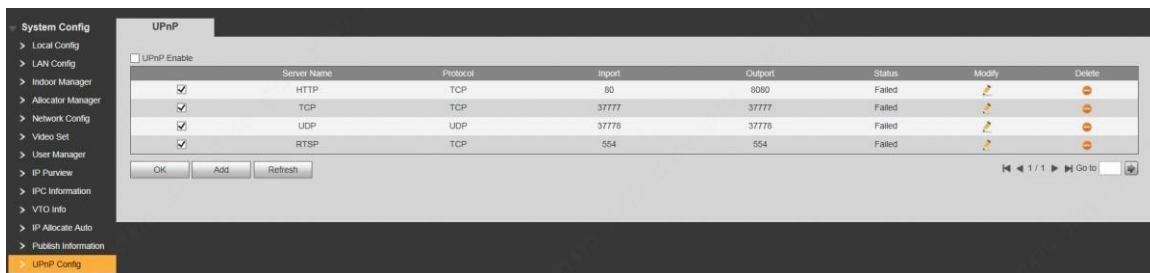 System Config
> Local Config
> LAN Config
> Indoor Manager
> Allocator Manager
> Network Config
> Video Set
> User Manager
> IP Purview
> IPC Information
> VTO Info
> IP Allocate Auto
> Publish Information
> UPnP Config
UPnP
UPnP Enable
Server Name Protocol Inport Outport Status Modify Delete
HTTP TCP 80 8080 Failed
TCP TCP 37777 37777 Failed
UDP UDP 37778 37778 Failed
RTSP TCP 554 554 Failed
OK Add Refresh 1 / 1 Go to